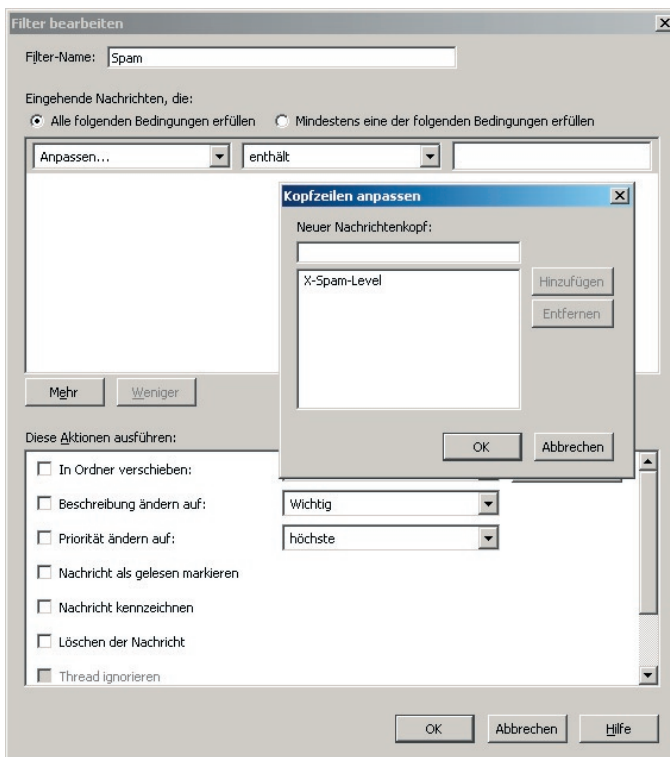 Filter bearbeiten
Filter-Name: Spam
Eingehende Nachrichten, die:
Alle folgenden Bedingungen erfüllen Mindestens eine der folgenden Bedingungen erfüllen
Anpassen... enthält
Kopfzeilen anpassen
Neuer Nachrichtenkopf:
X-Spam-Level
Hinzufügen
Entfernen
OK Abbrechen
Mehr Weniger
Diese Aktionen ausführen:
In Ordner verschieben:
Beschreibung ändern auf: Wichtig
Priorität ändern auf: höchste
Nachricht als gelesen markieren
Nachricht kennzeichnen
Löschen der Nachricht
Thread ignorieren
OK Abbrechen Hilfe